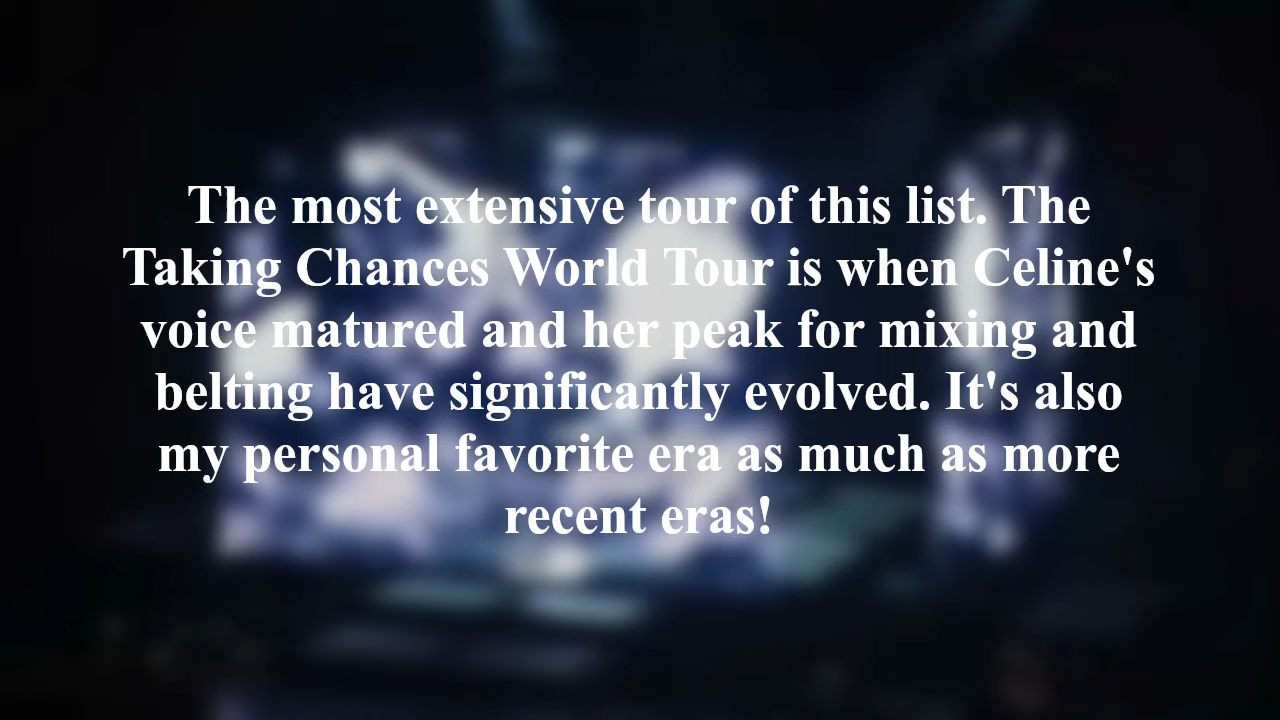 The most extensive tour of this list. The
Taking Chances World Tour is when Celine's
voice matured and her peak for mixing and
belting have significantly evolved. It's also
my personal favorite era as much as more
recent eras!